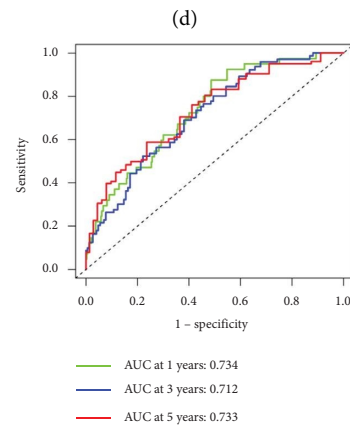 (d)
1.0
0.8
0.6
0.4
0.2
0.0
Sensitivity
0.0 0.2 0.4 0.6 0.8 1.0
1 – specificity
AUC at 1 years: 0.734
AUC at 3 years: 0.712
AUC at 5 years: 0.733